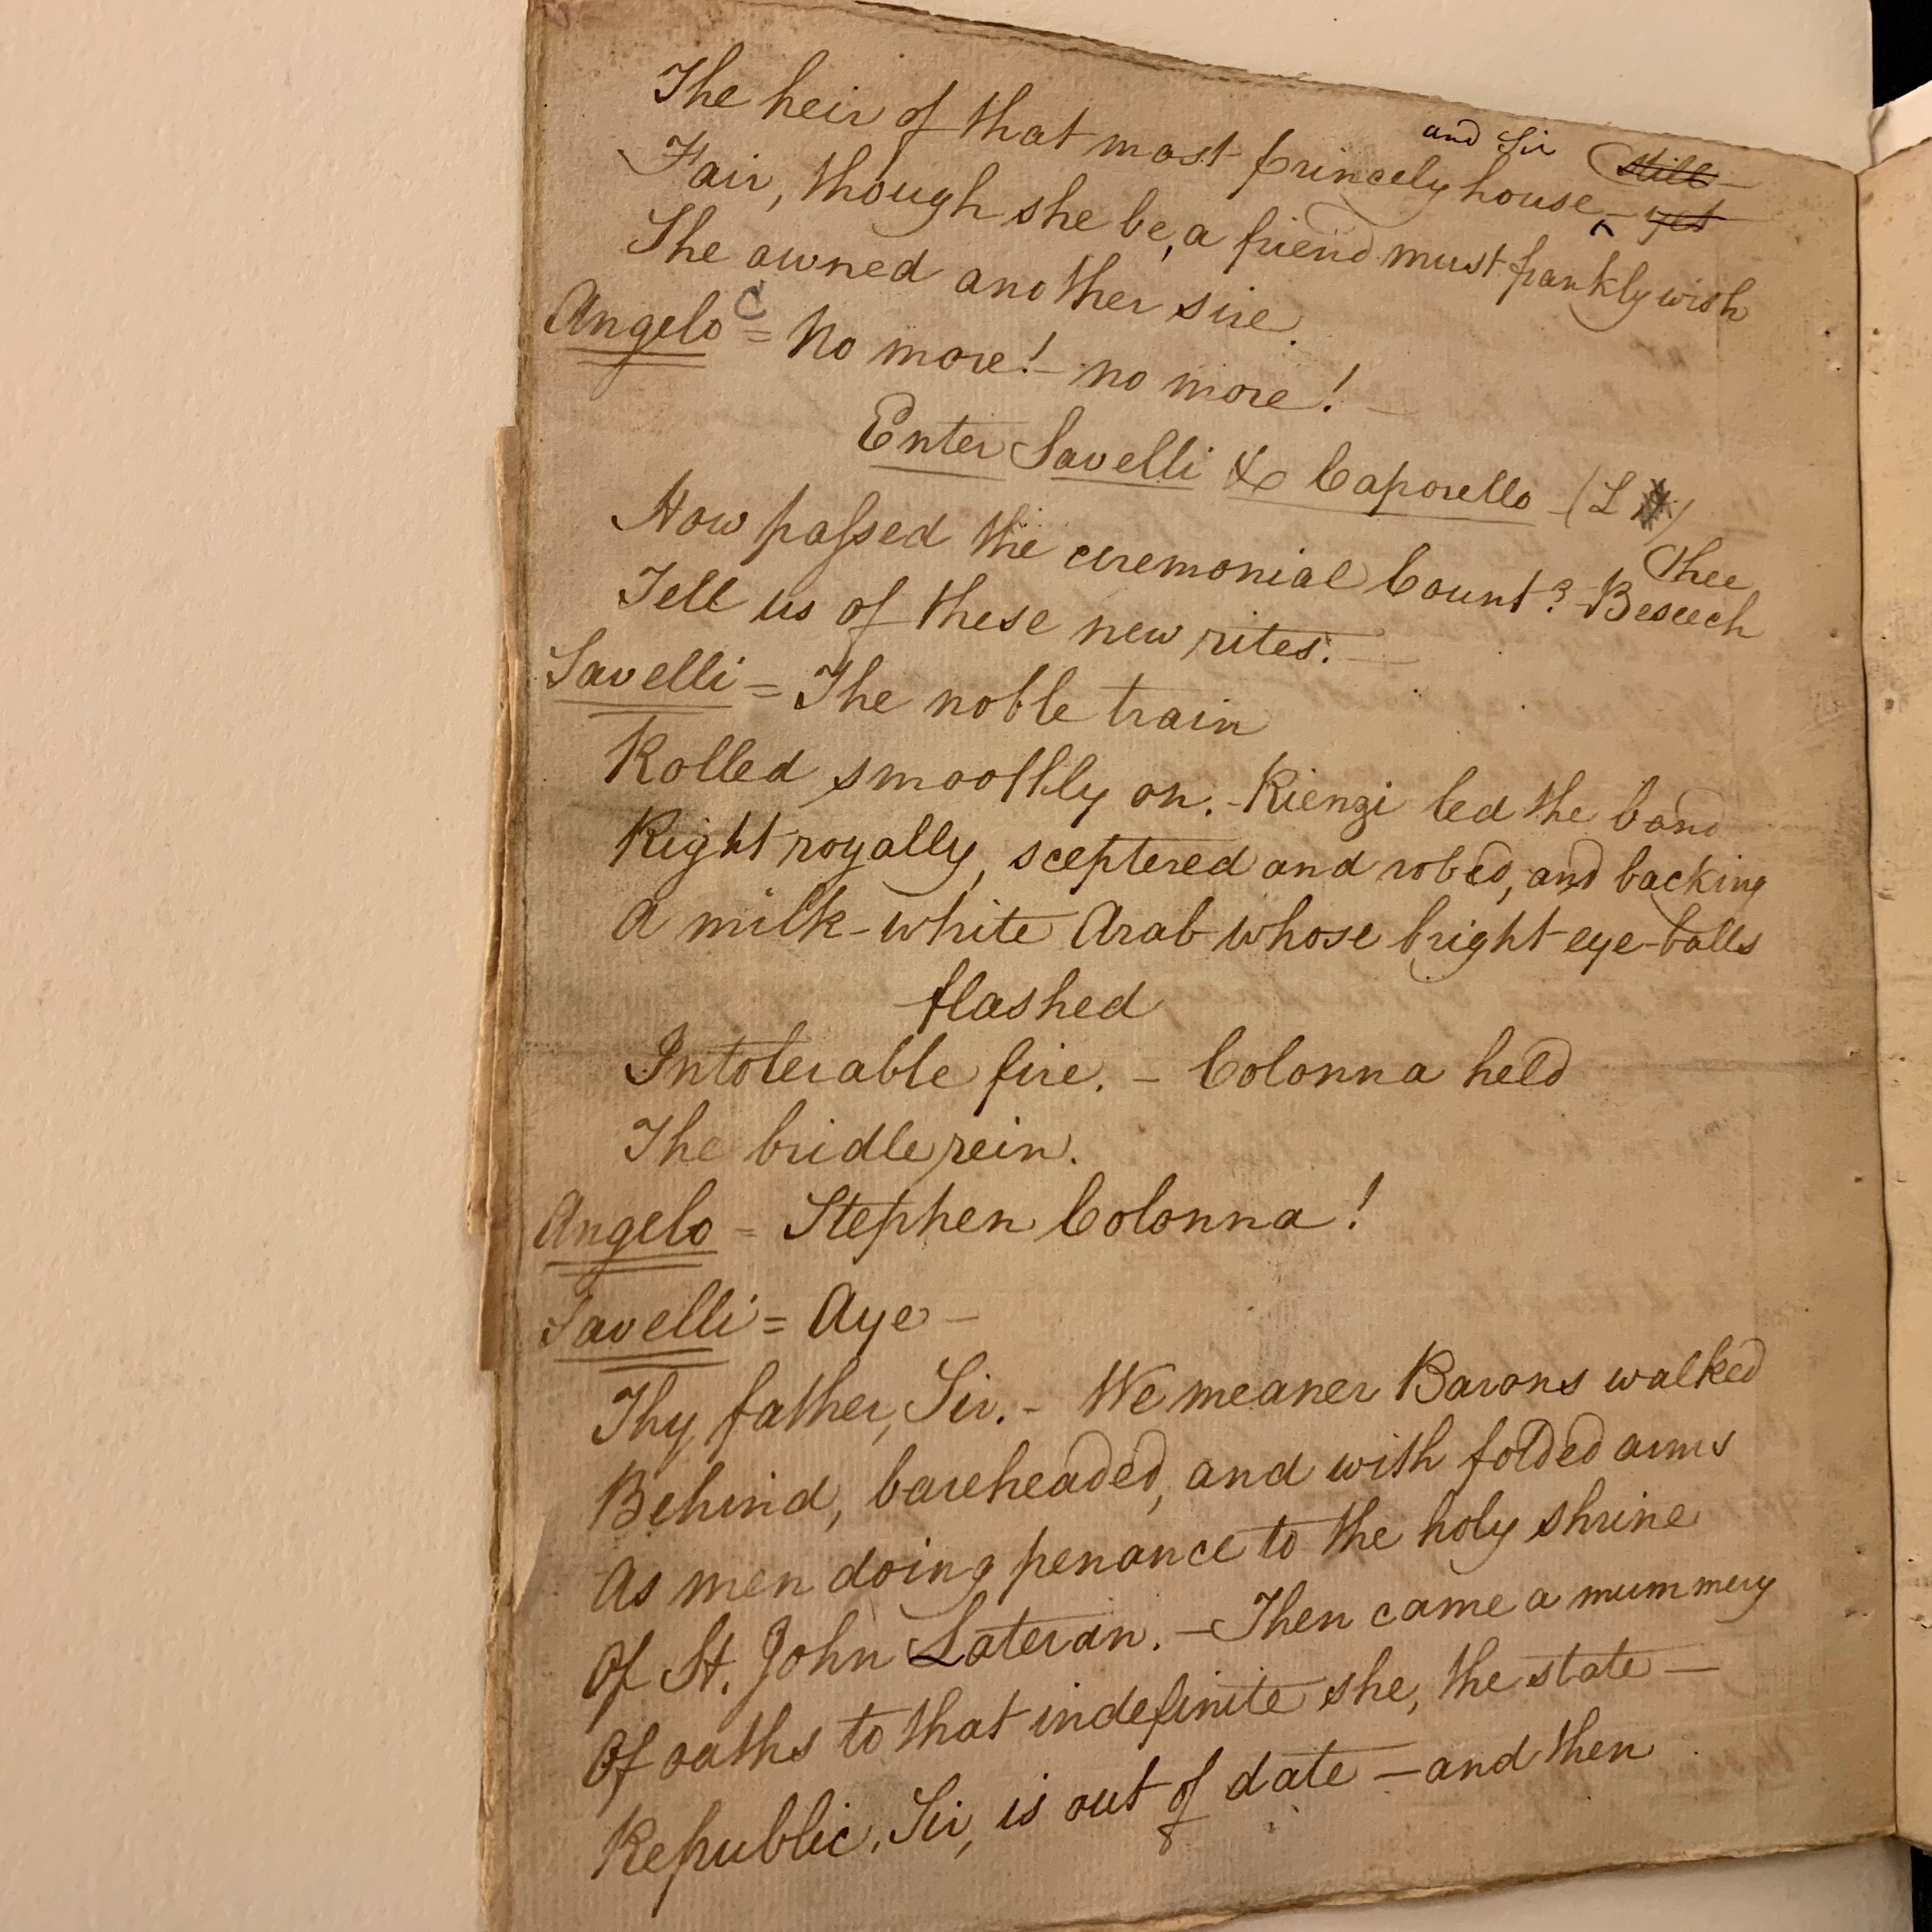 The heir of that most princely house, and Sir still yet
Fair, though she be, a friend must frankly wish
She owned another sire.
Angelo C = No more! - no more! -
Enter Savelli & Caporello - (L )
How paſsed the ceremonial Count? - Beseech thee
Tell us of these new rites. -
Savelli = The noble train
Rolled smoothly on. - Rienzi led the band
Right royally, sceptered and robed, and backing
A milk-white Arab whose bright eye-balls
flashed
Intolerable fire. - Colonna held
The bridle rein.
Angelo = Stephen Colonna!
Savelli = Aye -
Thy father, Sir. - We meaner Barons walked
Behind, bareheaded, and with folded arms
As men doing penance to the holy shrine
Of St. John Lateran. - Then came a mummery
Of oaths to that indefinite she, the state -
Republic, Sir, is out of date - and then